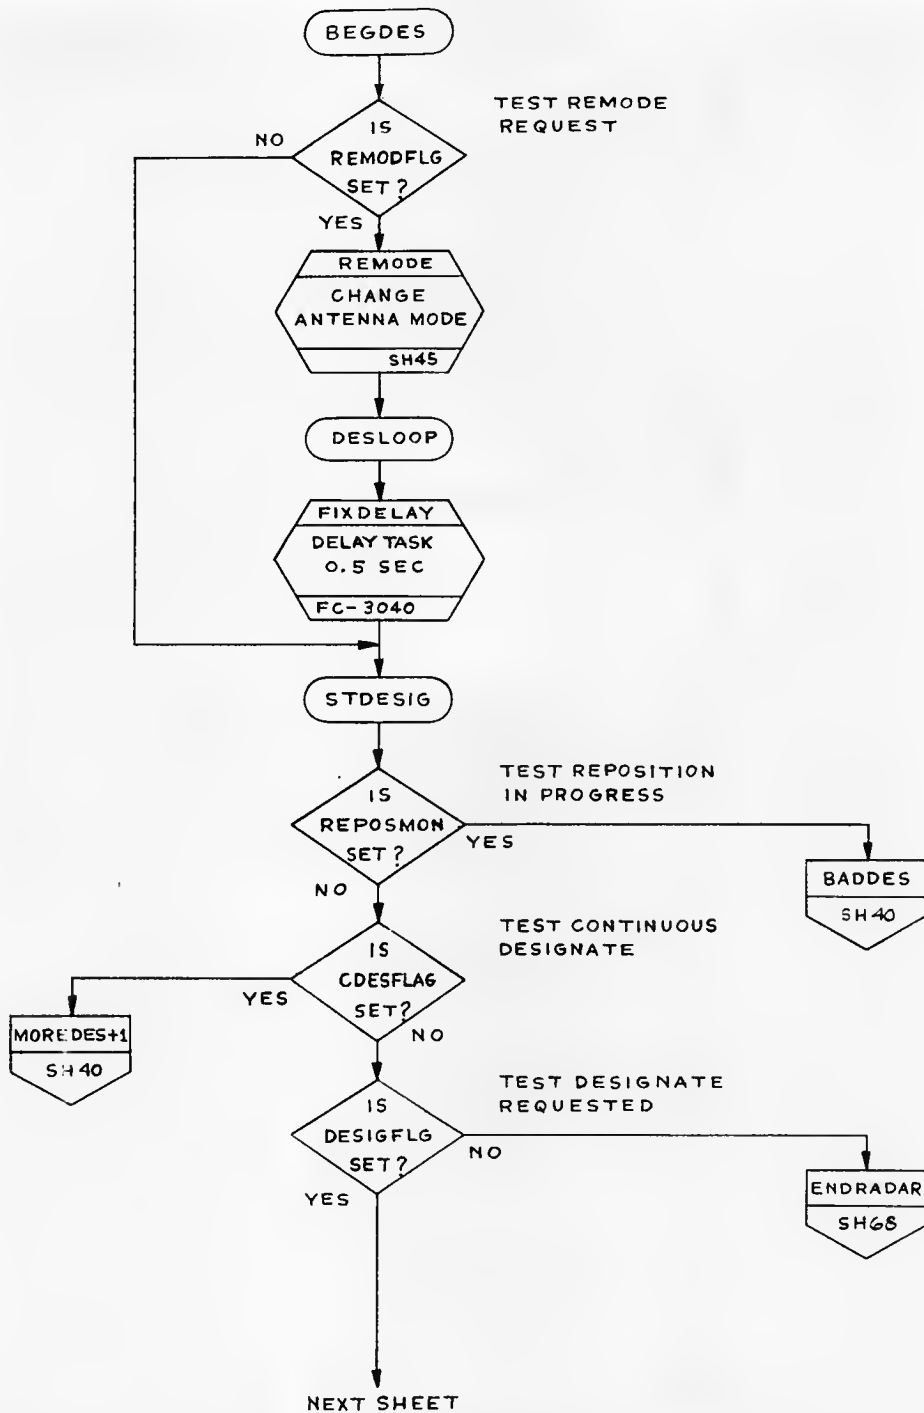 BEGDES
TEST REMODE
REQUEST
IS
REMODFLG
SET?
NO
YES
REMODE
CHANGE
ANTENNA MODE
SH45
DESLOOP
FIXDELAY
DELAY TASK
0.5 SEC
FC-3040
STDESIG
TEST REPOSITION
IN PROGRESS
IS
REPOSMON
SET?
YES
NO
BADDES
SH40
TEST CONTINUOUS
DESIGNATE
IS
CDESFLAG
SET?
YES
NO
MOREDES+1
SH40
TEST DESIGNATE
REQUESTED
IS
DESIGFLG
SET?
NO
YES
ENDRADAR
SH68
NEXT SHEET